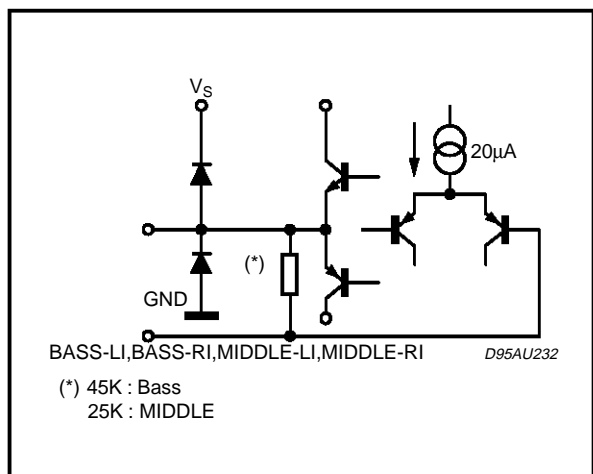 VS
20µA
(*)
GND
BASS-LI,BASS-RI,MIDDLE-LI,MIDDLE-RI
D95AU232
(*) 45K : Bass
25K : MIDDLE